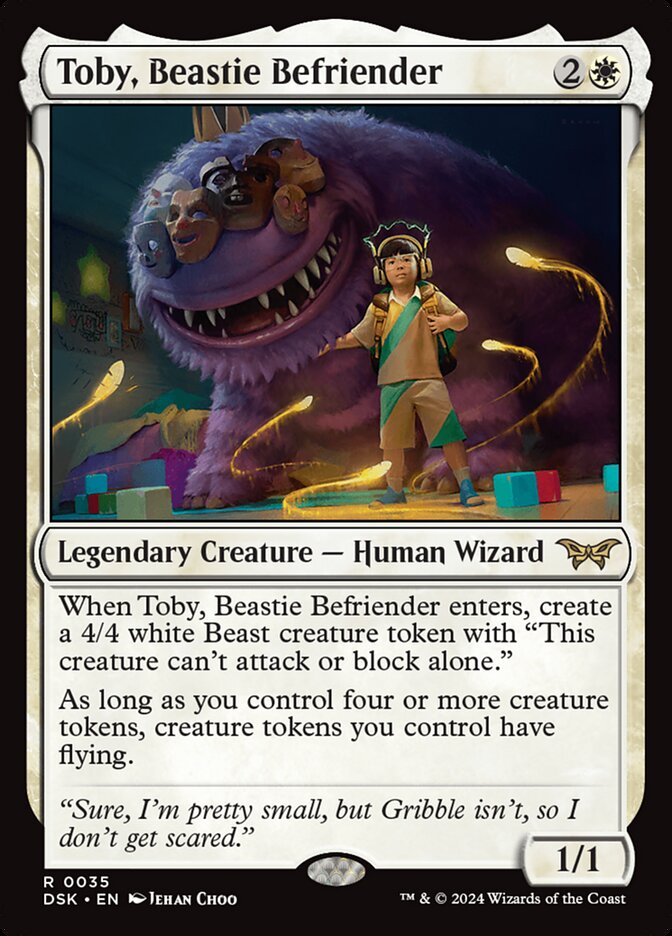 Toby, Beastie Befriender
2
Legendary Creature — Human Wizard
When Toby, Beastie Befriender enters, create
a 4/4 white Beast creature token with “This
creature can’t attack or block alone.”
As long as you control four or more creature
tokens, creature tokens you control have
flying.
“Sure, I’m pretty small, but Gribble isn’t, so I
don’t get scared.”
1/1
R 0035
DSK • EN Jehan Choo
™ & © 2024 Wizards of the Coast